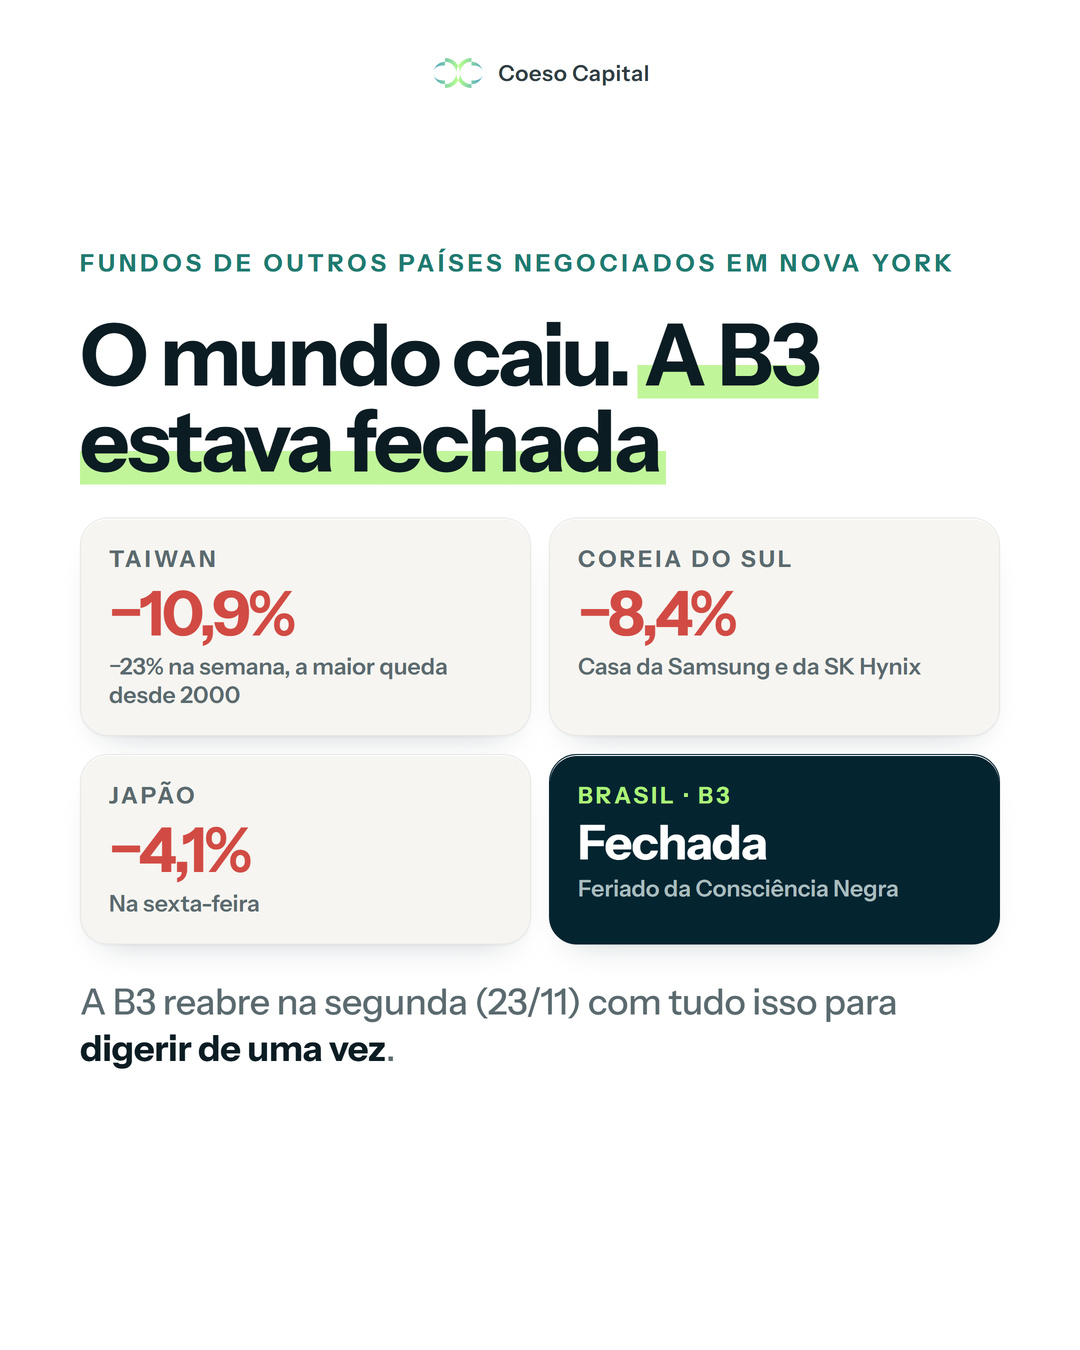 Coeso Capital
FUNDOS DE OUTROS PAÍSES NEGOCIADOS EM NOVA YORK
O mundo caiu. A B3
estava fechada
TAIWAN
−10,9%
−23% na semana, a maior queda
desde 2000
COREIA DO SUL
−8,4%
Casa da Samsung e da SK Hynix
JAPÃO
−4,1%
Na sexta-feira
BRASIL · B3
Fechada
Feriado da Consciência Negra
A B3 reabre na segunda (23/11) com tudo isso para
digerir de uma vez.